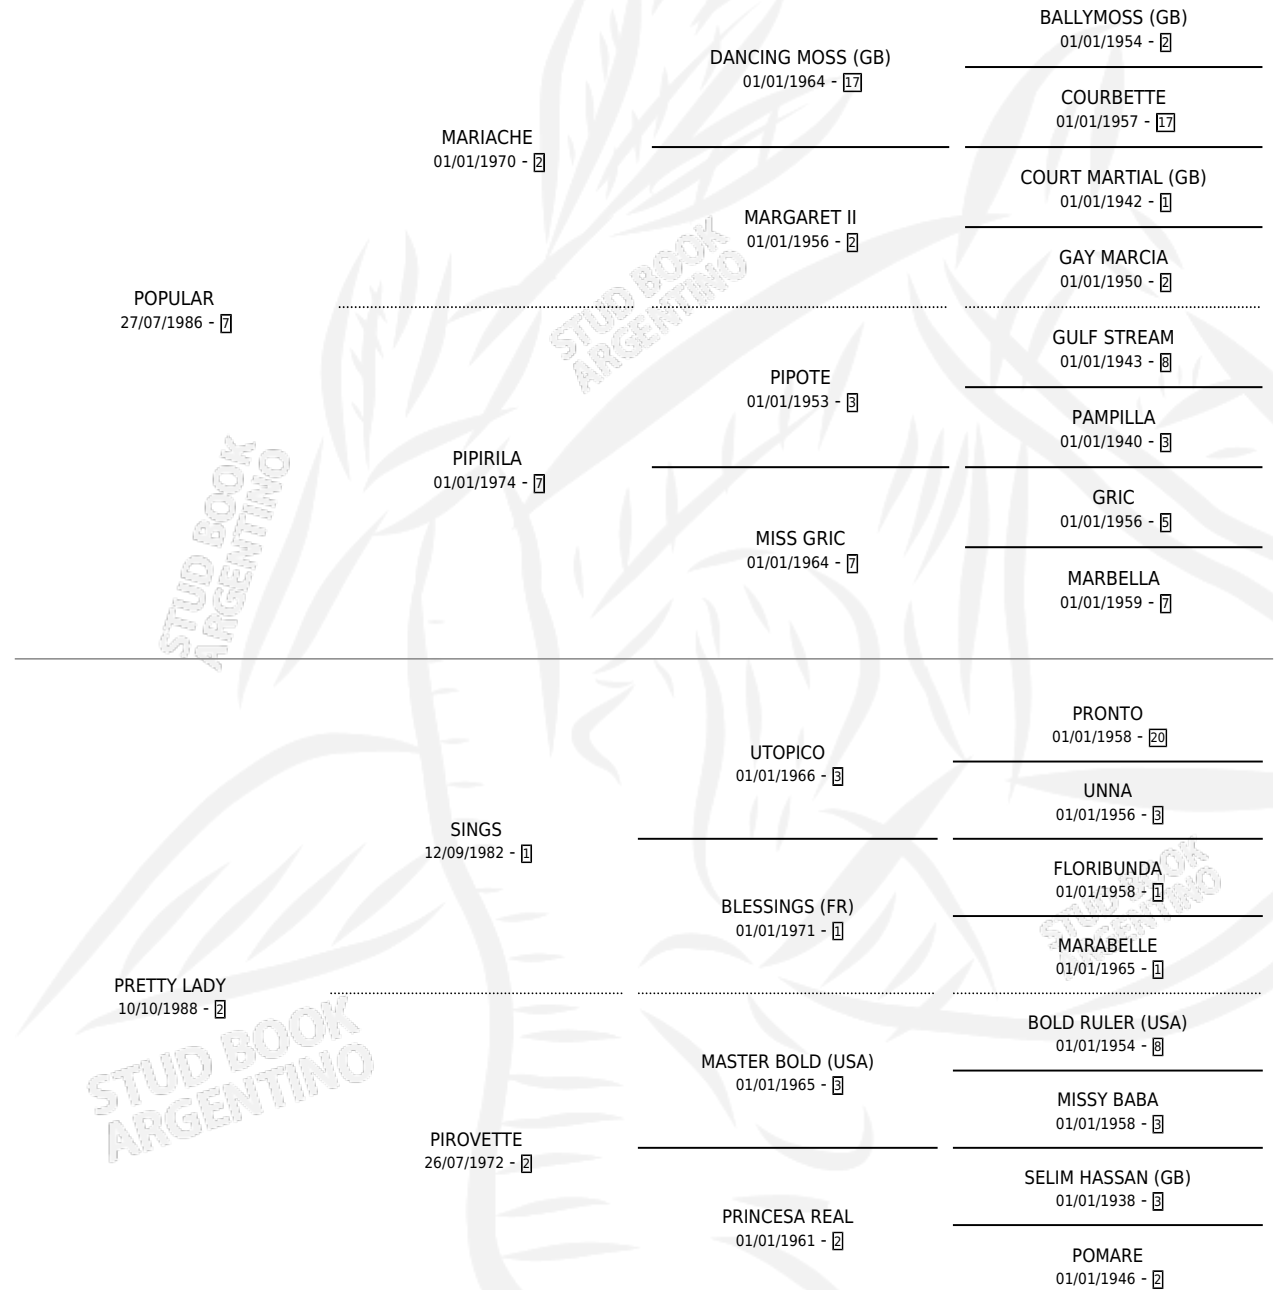 BALLYMOSS (GB)
01/01/1954 - 2
DANCING MOSS (GB)
01/01/1964 - 17
COURBETTE
01/01/1957 - 17
MARIACHE
01/01/1970 - 2
COURT MARTIAL (GB)
01/01/1942 - 1
MARGARET II
01/01/1956 - 2
GAY MARCIA
01/01/1950 - 2
STUD BOOK
ARGENTINO
POPULAR
27/07/1986 - 7
GULF STREAM
01/01/1943 - 8
PIPOTE
01/01/1953 - 3
PAMPILLA
01/01/1940 - 3
PIPIRILA
01/01/1974 - 7
GRIC
01/01/1956 - 5
MISS GRIC
01/01/1964 - 7
MARBELLA
01/01/1959 - 7
STUD BOOK
ARGENTINO
PRONTO
01/01/1958 - 20
UTOPICO
01/01/1966 - 3
UNNA
01/01/1956 - 3
SINGS
12/09/1982 - 1
FLORIBUNDA
01/01/1958 - 1
BLESSINGS (FR)
01/01/1971 - 1
MARABELLE
01/01/1965 - 1
STUD BOOK
ARGENTINO
PRETTY LADY
10/10/1988 - 2
BOLD RULER (USA)
01/01/1954 - 8
MASTER BOLD (USA)
01/01/1965 - 3
MISSY BABA
01/01/1958 - 3
STUD BOOK
ARGENTINO
PIROVETTE
26/07/1972 - 2
SELIM HASSAN (GB)
01/01/1938 - 3
PRINCESA REAL
01/01/1961 - 2
POMARE
01/01/1946 - 2